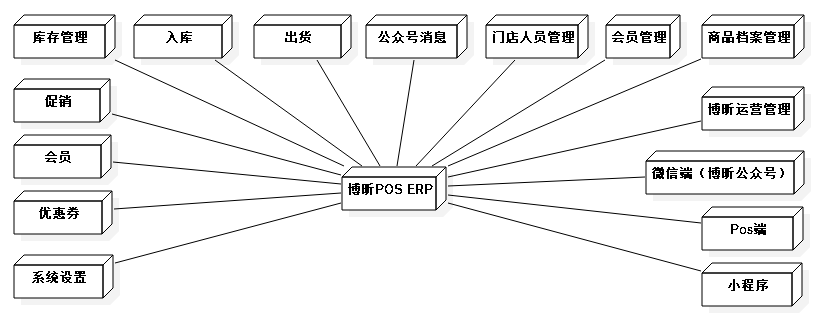 库存管理
入库
出货
公众号消息
门店人员管理
会员管理
商品档案管理
促销
博昕运营管理
会员
微信端（博昕公众号）
博昕POS ERP
优惠券
Pos端
系统设置
小程序